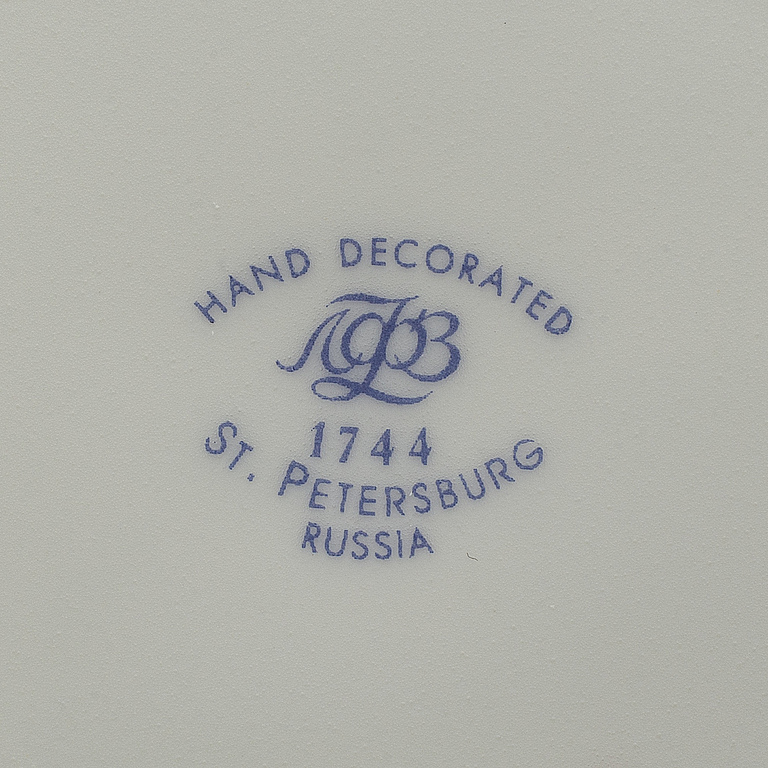 HAND DECORATED
ЛФЗ
1744
ST. PETERSBURG
RUSSIA